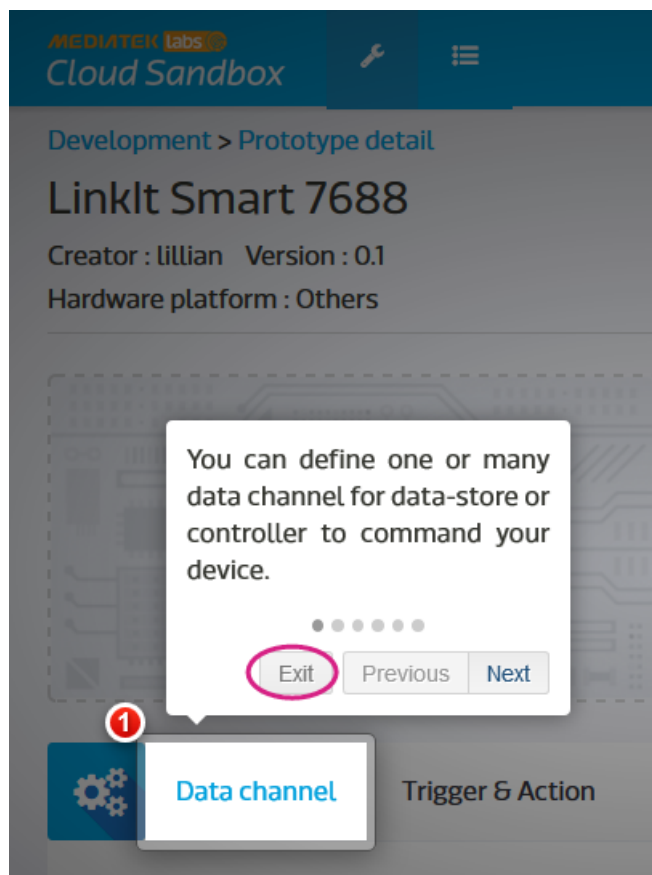 MEDIATEK labs
Cloud Sandbox
Development > Prototype detail
LinkIt Smart 7688
Creator : lillian Version : 0.1
Hardware platform : Others
You can define one or many
data channel for data-store or
controller to command your
device.
Exit Previous Next
1
Data channel Trigger & Action